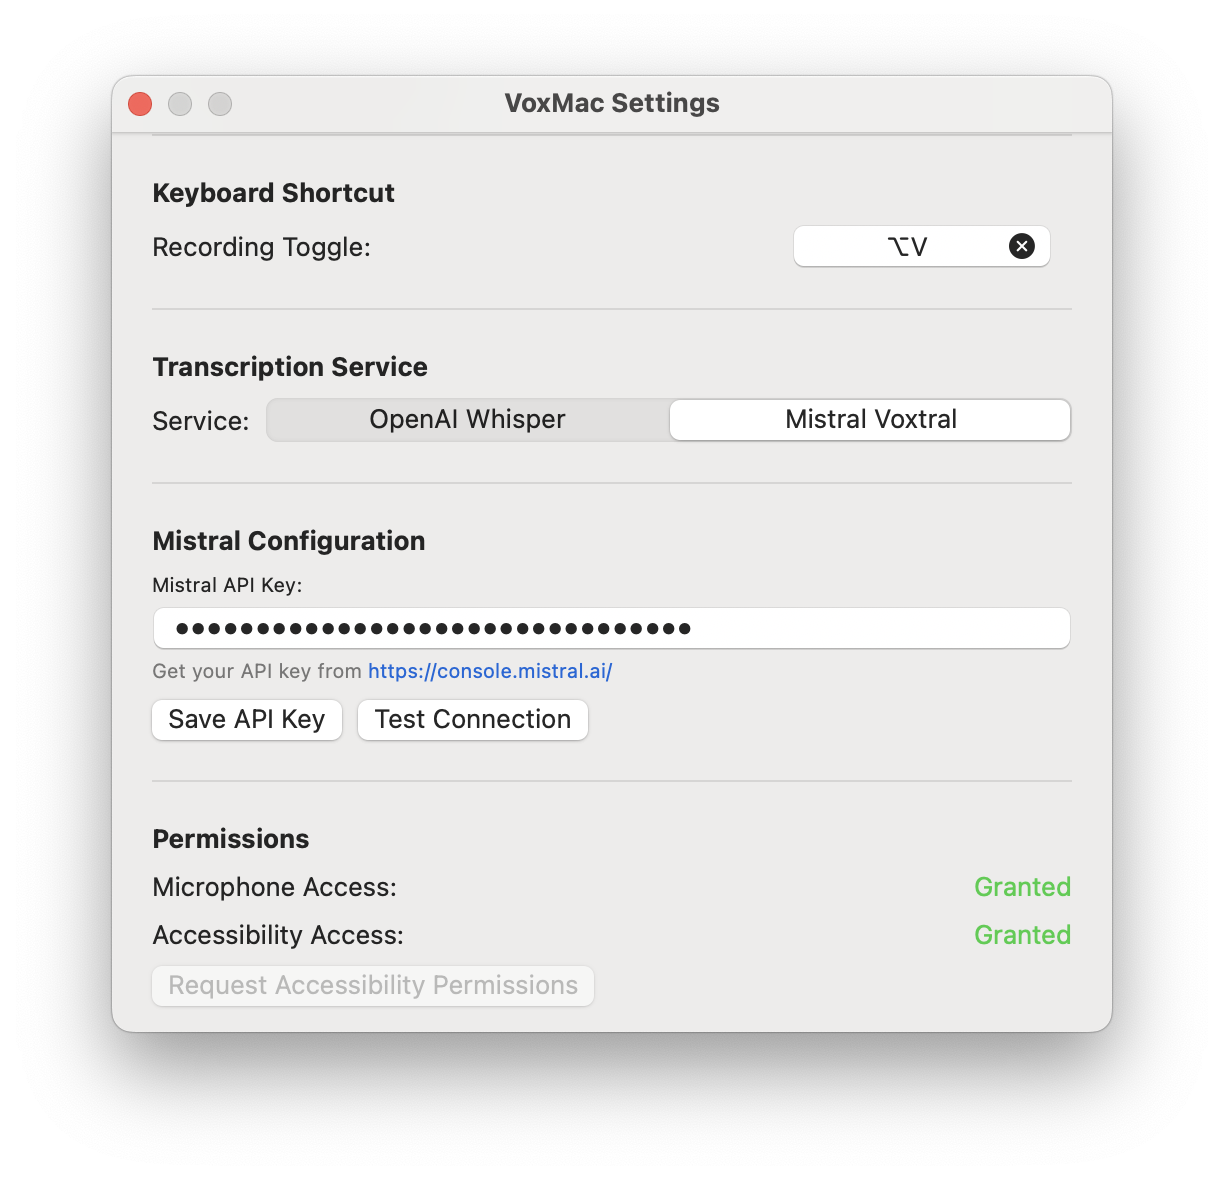 VoxMac Settings
Keyboard Shortcut
Recording Toggle: ⌥V
Transcription Service
Service: OpenAI Whisper Mistral Voxtral
Mistral Configuration
Mistral API Key:
••••••••••••••••••••••••••••••••
Get your API key from https://console.mistral.ai/
Save API Key Test Connection
Permissions
Microphone Access: Granted
Accessibility Access: Granted
Request Accessibility Permissions